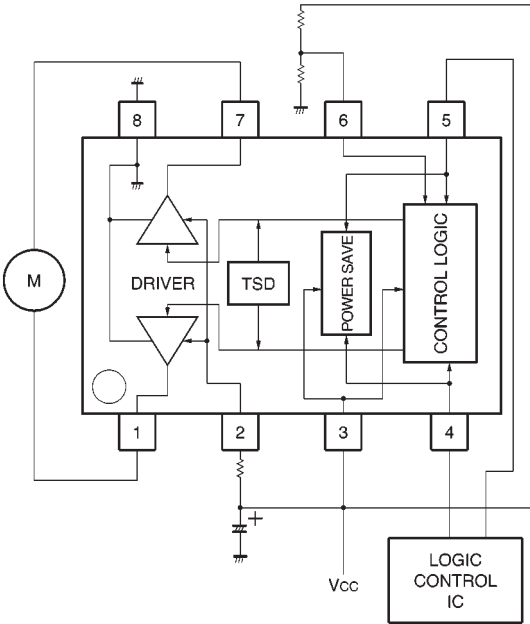 8
7
6
5
M
DRIVER
TSD
POWER SAVE
CONTROL LOGIC
1
2
3
4
+
VCC
LOGIC
CONTROL
IC